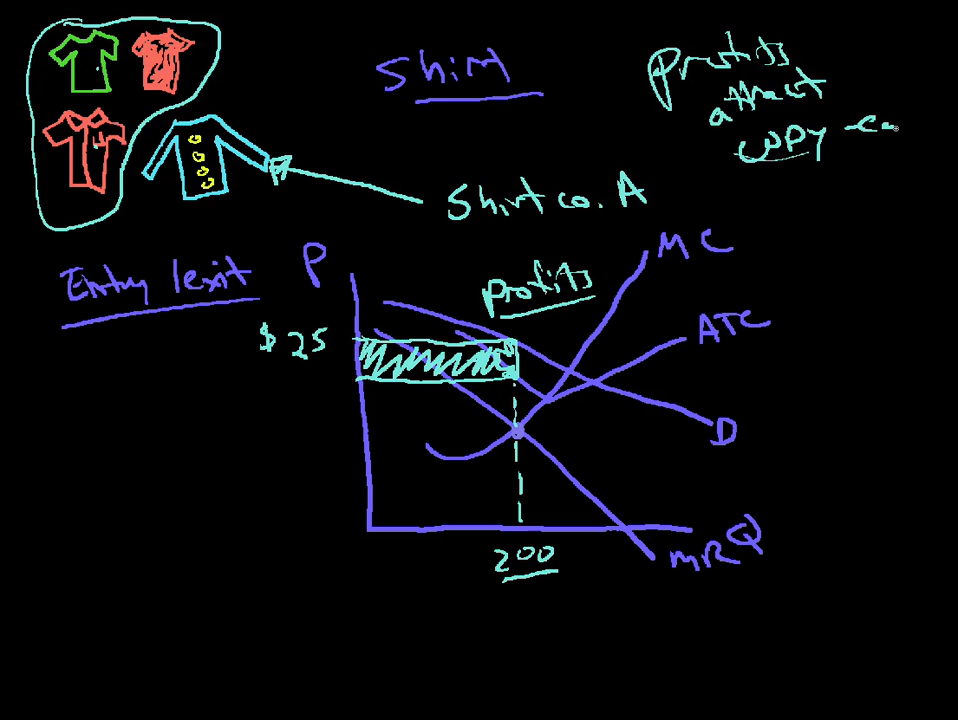 Shirt
Profits
attract
copy-ca
Shirt co. A
Entry/exit
P
profits
MC
$25
ATC
D
MR
Q
200